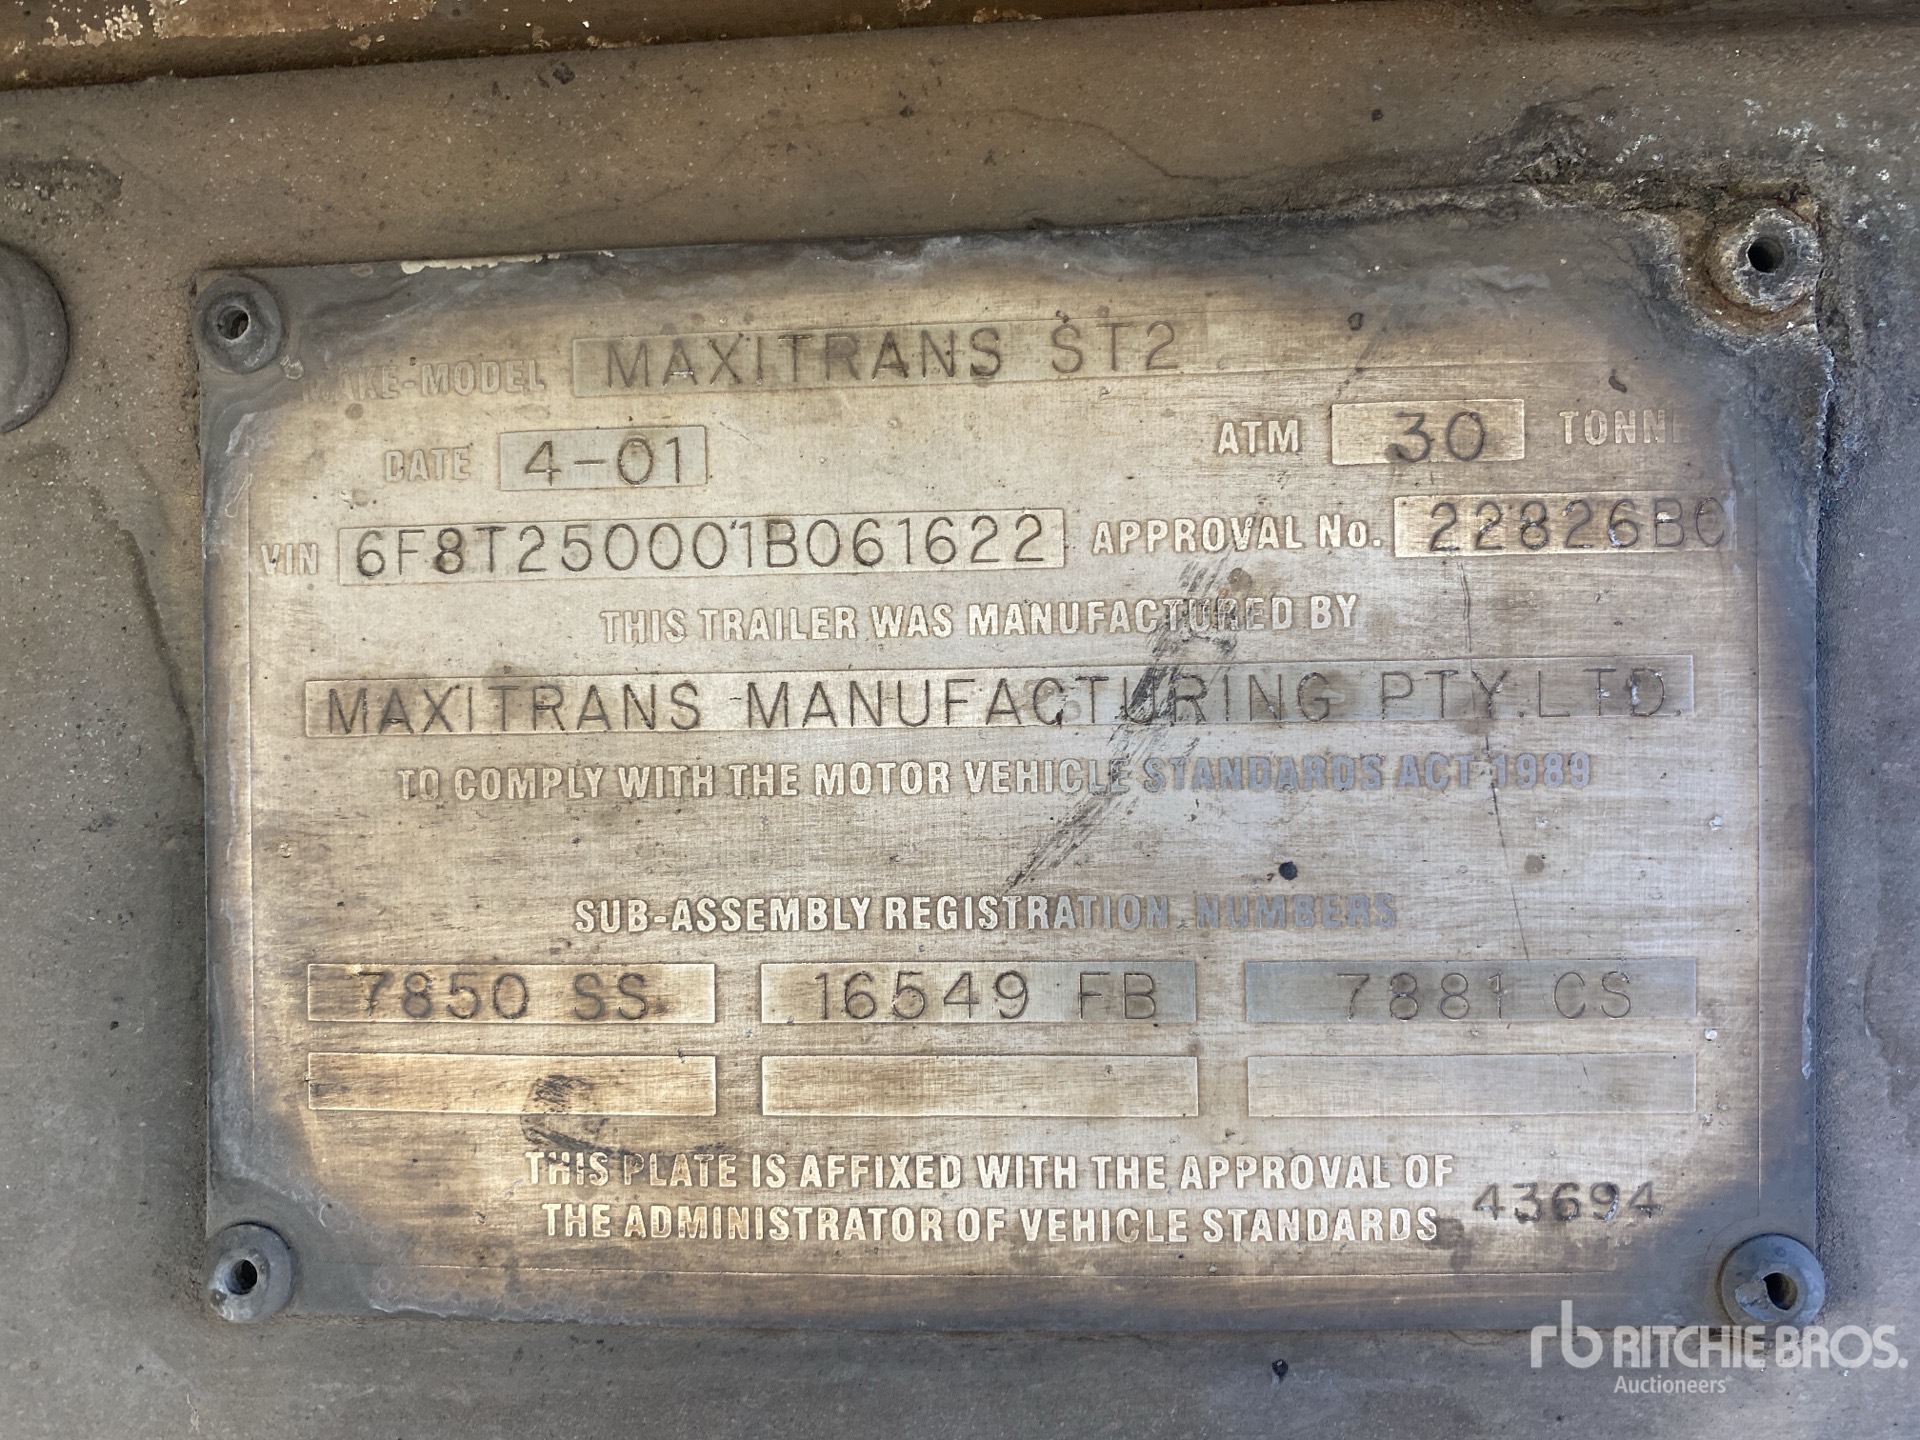 MAKE-MODEL MAXITRANS ST2
DATE 4-01 ATM 30 TONNE
VIN 6F8T250001B061622 APPROVAL No. 22826BC
THIS TRAILER WAS MANUFACTURED BY
MAXITRANS MANUFACTURING PTY.LTD.
TO COMPLY WITH THE MOTOR VEHICLE STANDARDS ACT 1989
SUB-ASSEMBLY REGISTRATION NUMBERS
7850 SS 16549 FB 7881 CS
THIS PLATE IS AFFIXED WITH THE APPROVAL OF
THE ADMINISTRATOR OF VEHICLE STANDARDS 43694
rb RITCHIE BROS.
Auctioneers